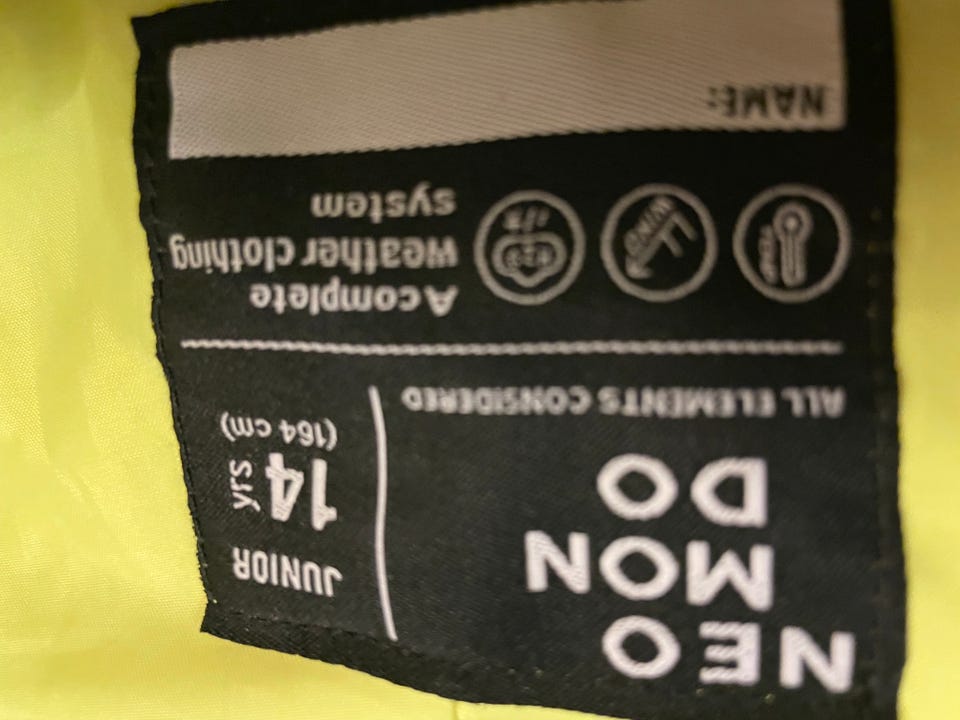 NEO
MON
DO
ALL ELEMENTS CONSIDERED
JUNIOR
14 yrs
(164 cm)
A complete
weather clothing
system
NAME: